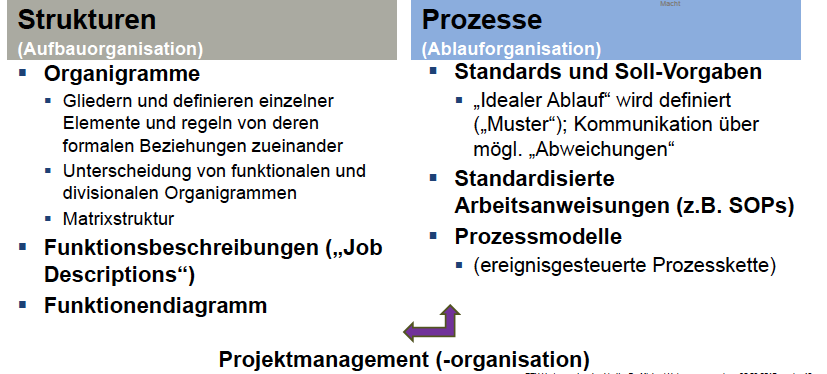 Macht
Strukturen
(Aufbauorganisation)
▪ Organigramme
▪ Gliedern und definieren einzelner
Elemente und regeln von deren
formalen Beziehungen zueinander
▪ Unterscheidung von funktionalen und
divisionalen Organigrammen
▪ Matrixstruktur
▪ Funktionsbeschreibungen („Job
Descriptions“)
▪ Funktionendiagramm
Prozesse
(Ablauforganisation)
▪ Standards und Soll-Vorgaben
▪ „Idealer Ablauf“ wird definiert
(„Muster“); Kommunikation über
mögl. „Abweichungen“
▪ Standardisierte
Arbeitsanweisungen (z.B. SOPs)
▪ Prozessmodelle
▪ (ereignisgesteuerte Prozesskette)
Projektmanagement (-organisation)